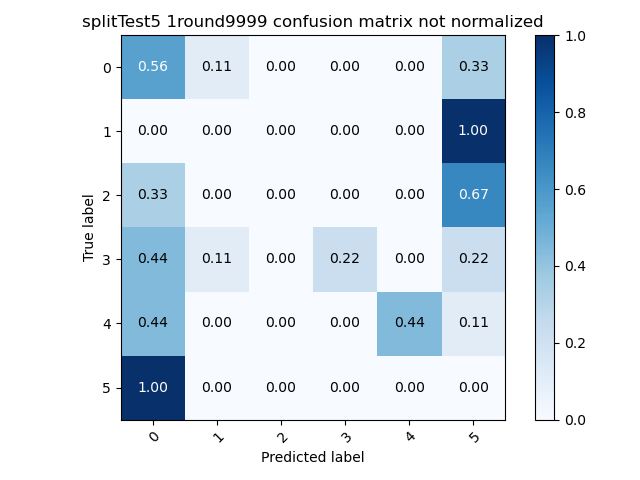 splitTest5 1round9999 confusion matrix not normalized
0 0.56 0.11 0.00 0.00 0.00 0.33
1 0.00 0.00 0.00 0.00 0.00 1.00
2 0.33 0.00 0.00 0.00 0.00 0.67
3 0.44 0.11 0.00 0.22 0.00 0.22
4 0.44 0.00 0.00 0.00 0.44 0.11
5 1.00 0.00 0.00 0.00 0.00 0.00
0 1 2 3 4 5
Predicted label
True label
1.0
0.8
0.6
0.4
0.2
0.0